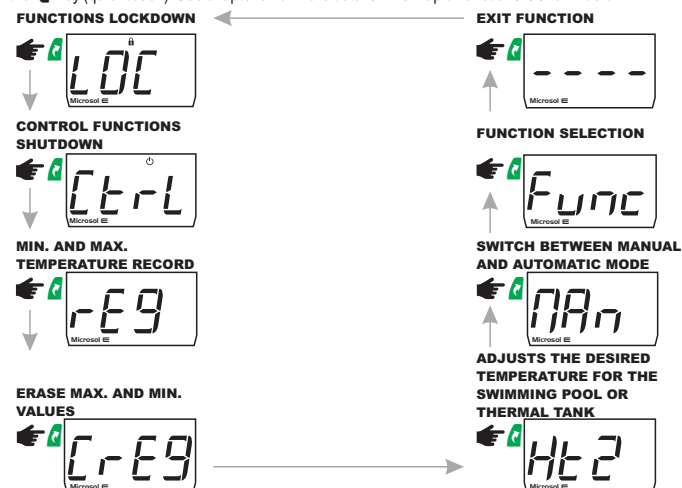 FUNCTIONS LOCKDOWN
LOC
Microsol E
CONTROL FUNCTIONS
SHUTDOWN
CtrL
Microsol E
MIN. AND MAX.
TEMPERATURE RECORD
rEg
Microsol E
ERASE MAX. AND MIN.
VALUES
CrEg
Microsol E
EXIT FUNCTION
- - - -
Microsol E
FUNCTION SELECTION
Func
Microsol E
SWITCH BETWEEN MANUAL
AND AUTOMATIC MODE
MAn
Microsol E
ADJUSTS THE DESIRED
TEMPERATURE FOR THE
SWIMMING POOL OR
THERMAL TANK
Ht2
Microsol E